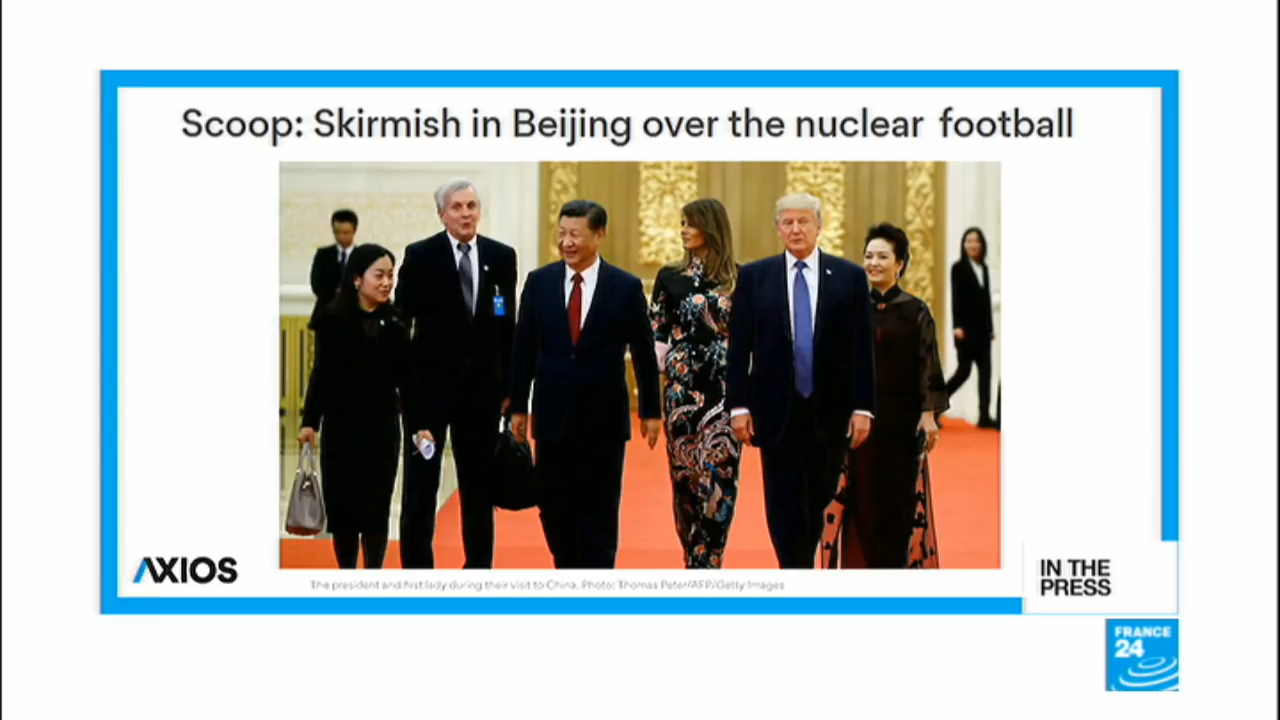 Scoop: Skirmish in Beijing over the nuclear football
AXIOS
The president and first lady during their visit to China. Photo: Thomas Peter/AFP/Getty Images
IN THE
PRESS
FRANCE
24